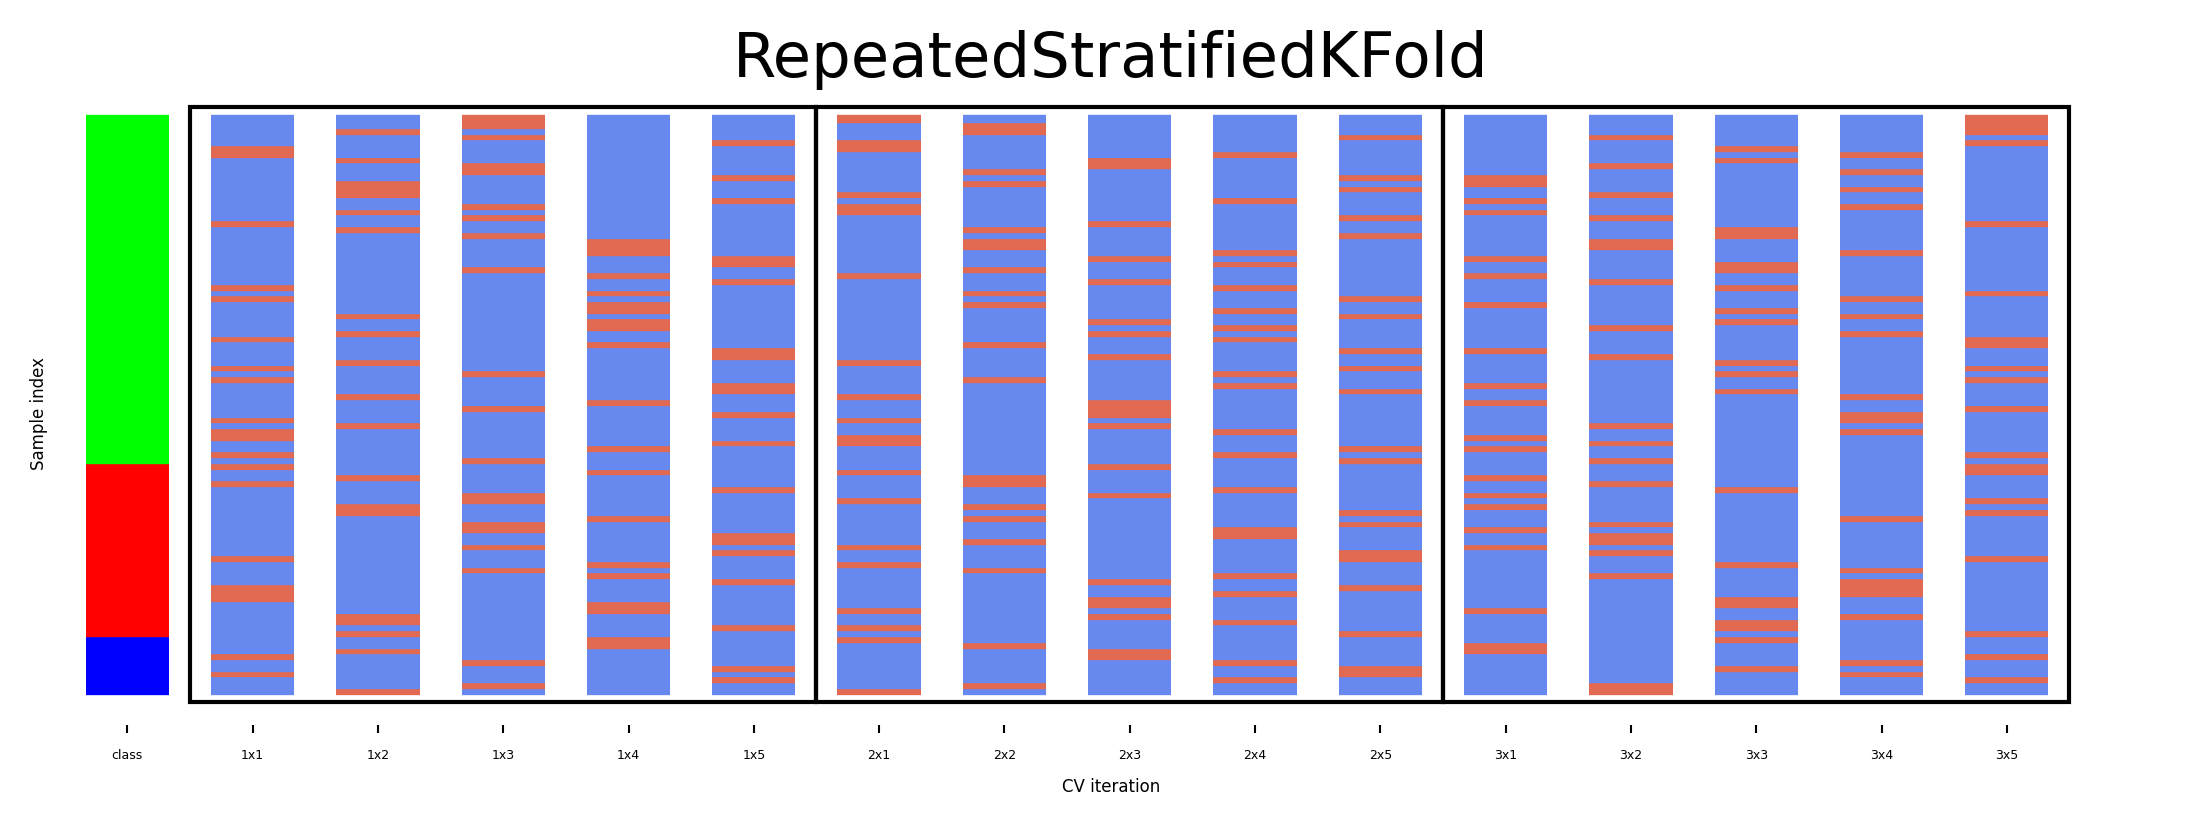 RepeatedStratifiedKFold
Sample index
class 1x1 1x2 1x3 1x4 1x5 2x1 2x2 2x3 2x4 2x5 3x1 3x2 3x3 3x4 3x5
CV iteration